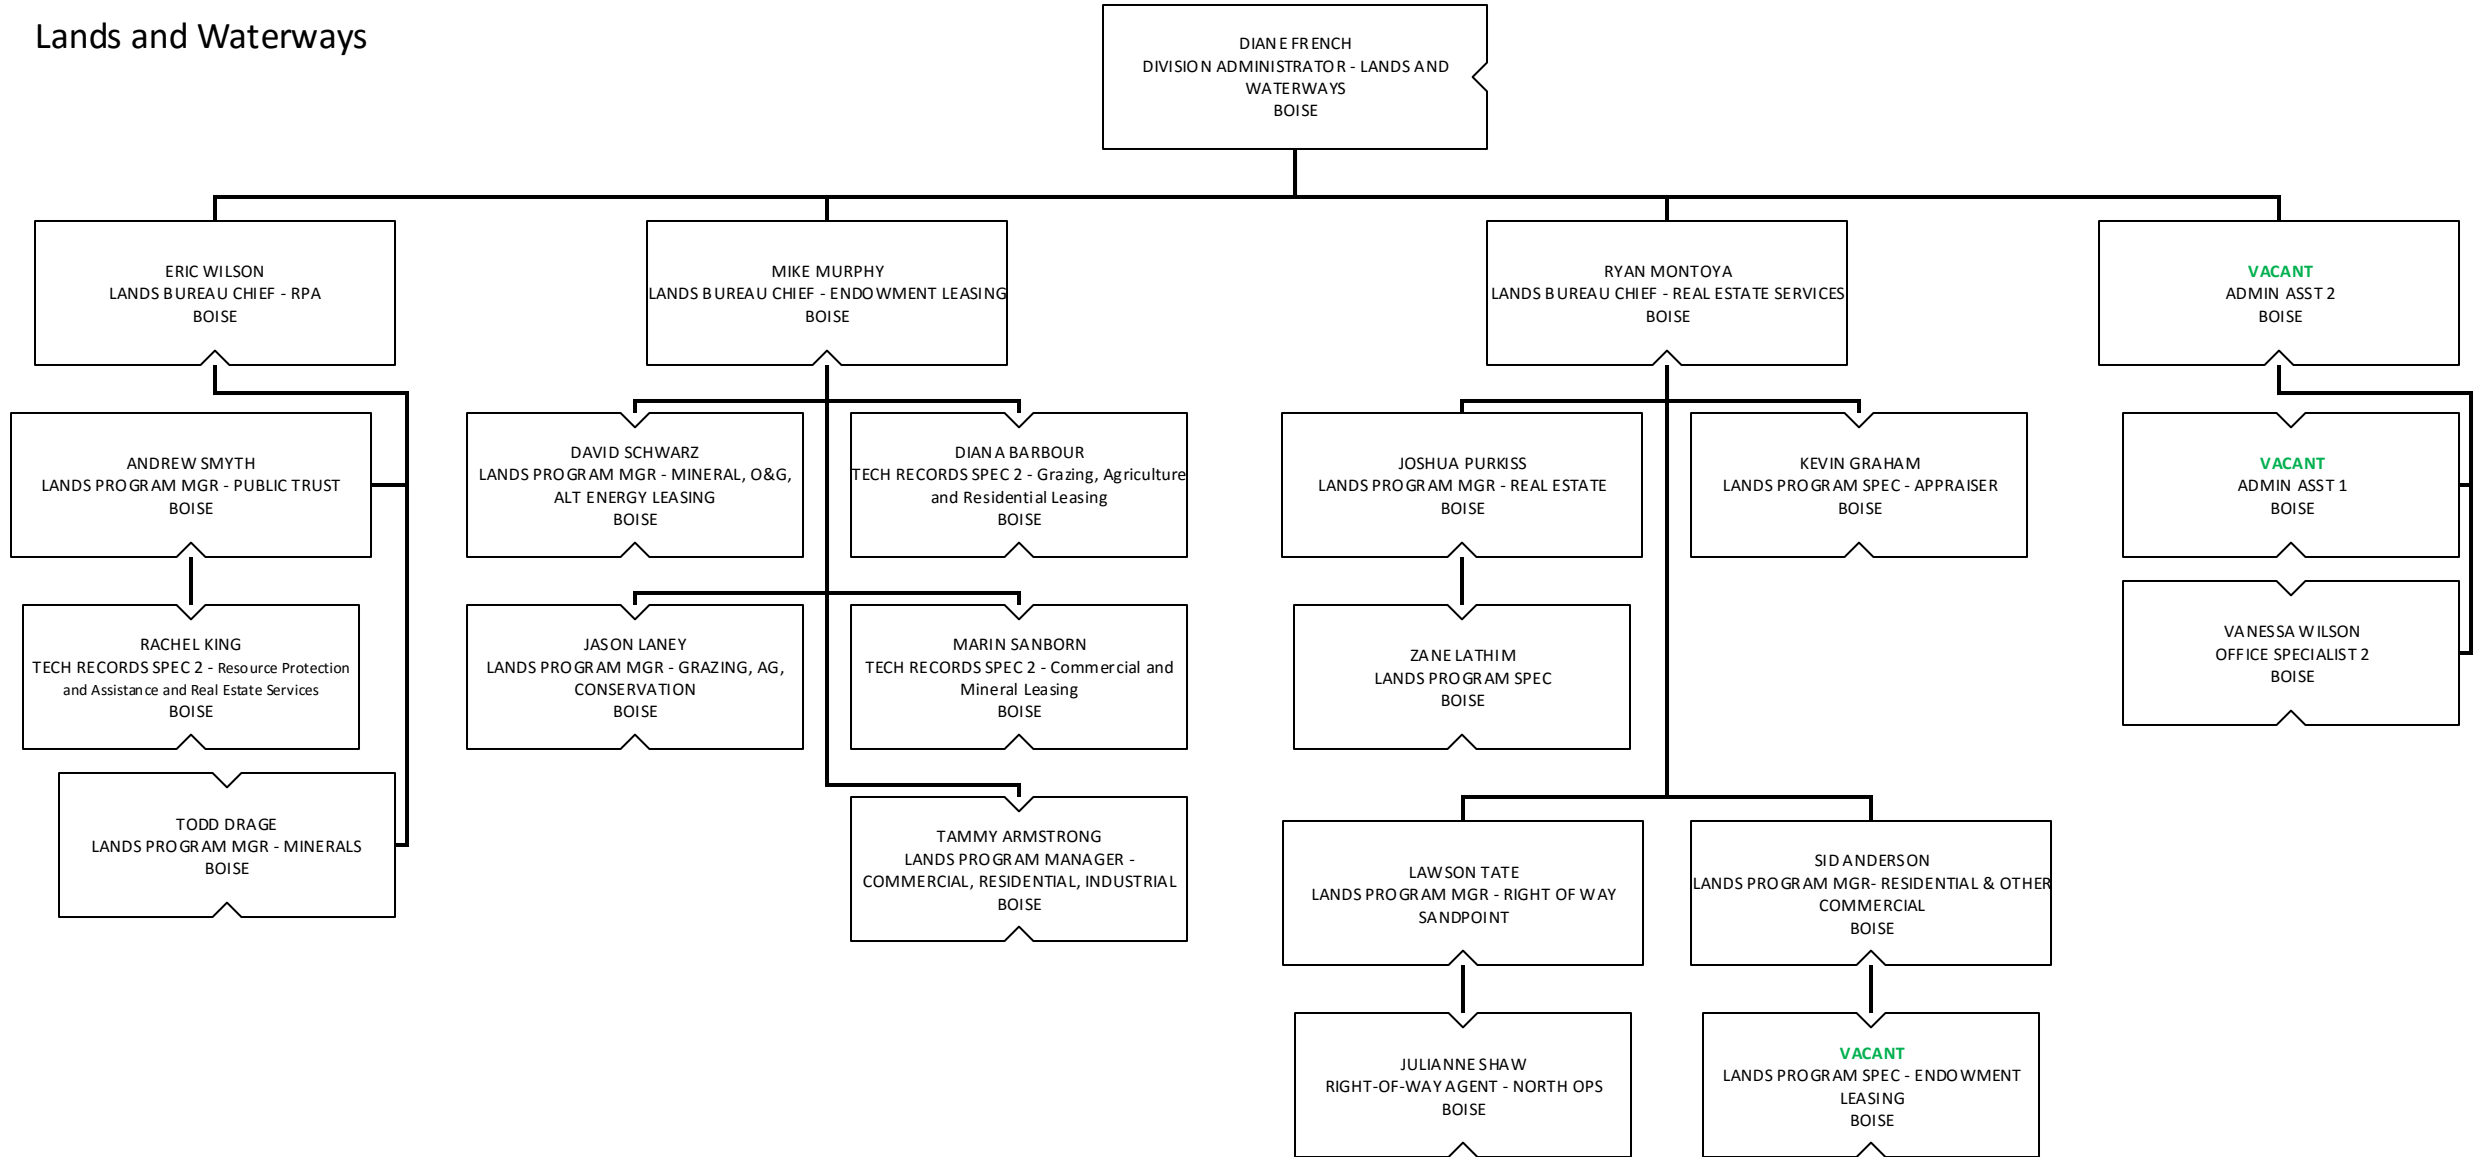 Lands and Waterways
DIANE FRENCH
DIVISION ADMINISTRATOR - LANDS AND
WATERWAYS
BOISE
ERIC WILSON
LANDS BUREAU CHIEF - RPA
BOISE
MIKE MURPHY
LANDS BUREAU CHIEF - ENDOWMENT LEASING
BOISE
RYAN MONTOYA
LANDS BUREAU CHIEF - REAL ESTATE SERVICES
BOISE
VACANT
ADMIN ASST 2
BOISE
ANDREW SMYTH
LANDS PROGRAM MGR - PUBLIC TRUST
BOISE
DAVID SCHWARZ
LANDS PROGRAM MGR - MINERAL, O&G,
ALT ENERGY LEASING
BOISE
DIANA BARBOUR
TECH RECORDS SPEC 2 - Grazing, Agriculture
and Residential Leasing
BOISE
JOSHUA PURKISS
LANDS PROGRAM MGR - REAL ESTATE
BOISE
KEVIN GRAHAM
LANDS PROGRAM SPEC - APPRAISER
BOISE
VACANT
ADMIN ASST 1
BOISE
RACHEL KING
TECH RECORDS SPEC 2 - Resource Protection
and Assistance and Real Estate Services
BOISE
JASON LANEY
LANDS PROGRAM MGR - GRAZING, AG,
CONSERVATION
BOISE
MARIN SANBORN
TECH RECORDS SPEC 2 - Commercial and
Mineral Leasing
BOISE
ZANE LATHIM
LANDS PROGRAM SPEC
BOISE
VANESSA WILSON
OFFICE SPECIALIST 2
BOISE
TODD DRAGE
LANDS PROGRAM MGR - MINERALS
BOISE
TAMMY ARMSTRONG
LANDS PROGRAM MANAGER -
COMMERCIAL, RESIDENTIAL, INDUSTRIAL
BOISE
LAWSON TATE
LANDS PROGRAM MGR - RIGHT OF WAY
SANDPOINT
SID ANDERSON
LANDS PROGRAM MGR- RESIDENTIAL & OTHER
COMMERCIAL
BOISE
JULIANNE SHAW
RIGHT-OF-WAY AGENT - NORTH OPS
BOISE
VACANT
LANDS PROGRAM SPEC - ENDOWMENT
LEASING
BOISE